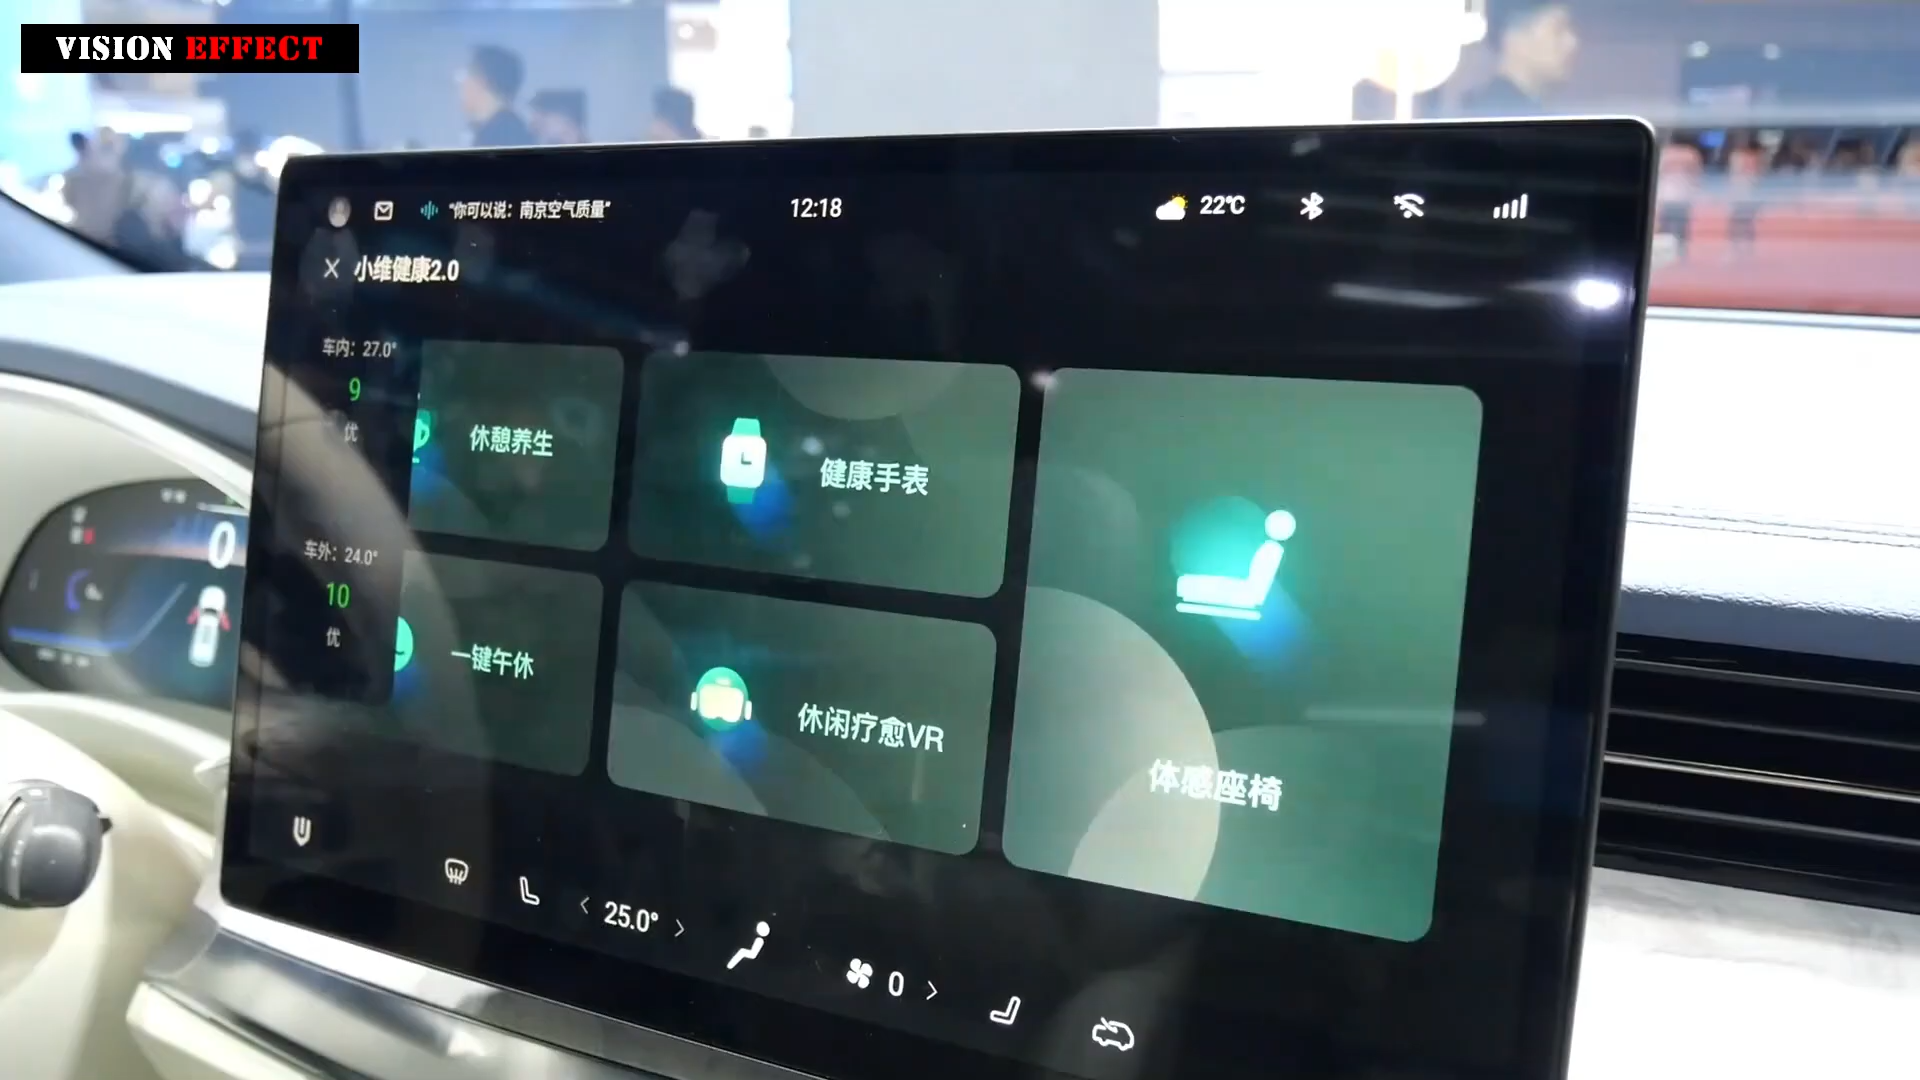 VISION EFFECT
"你可以说：南京空气质量"
12:18
22℃
小维健康2.0
车内：27.0°
9
优
休憩养生
健康手表
车外：24.0°
10
优
一键午休
休闲疗愈VR
体感座椅
0
25.0°
0